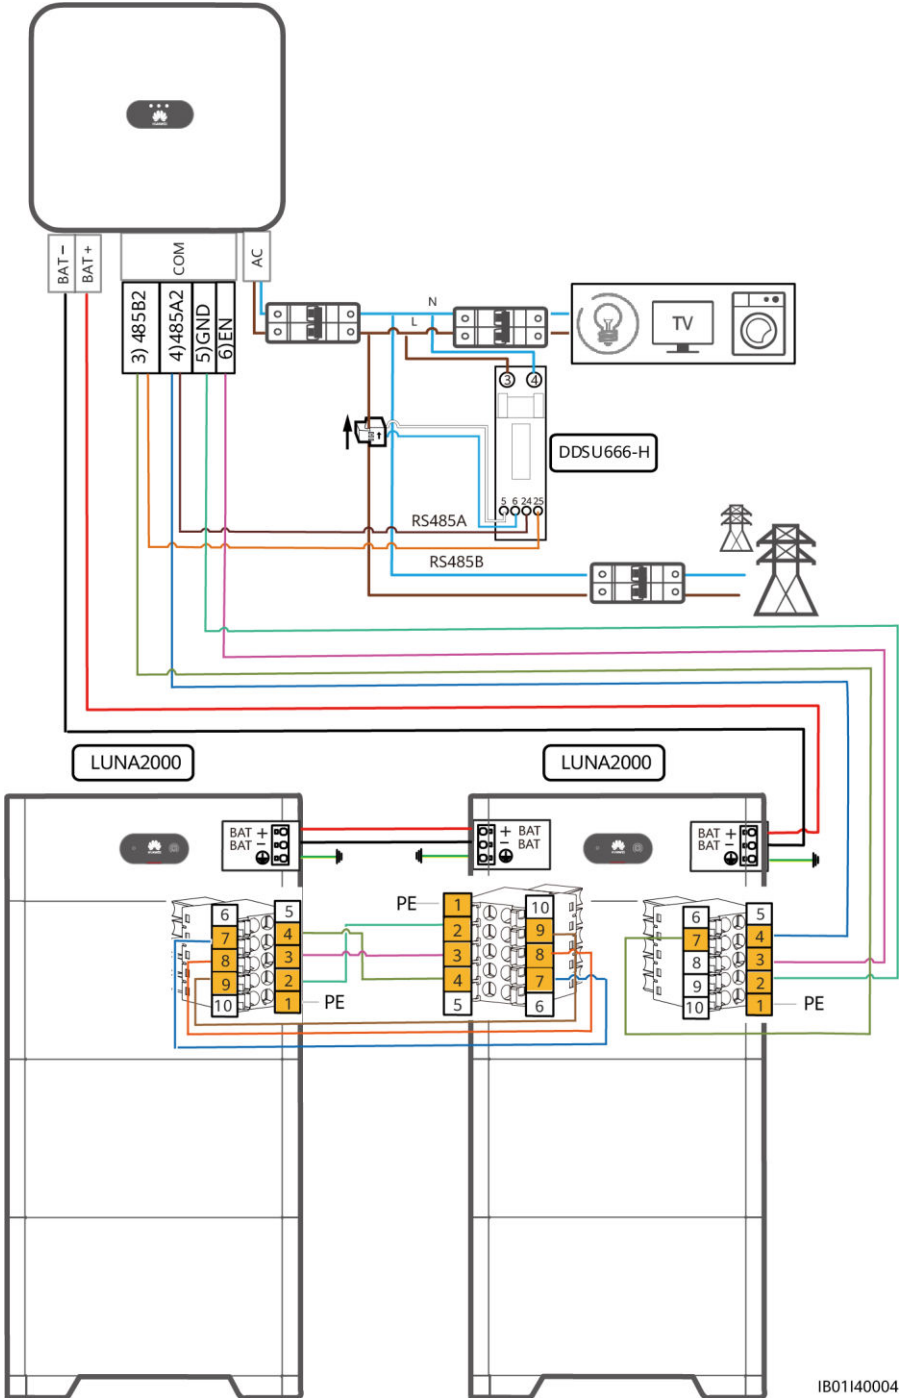 BAT −
BAT +
COM
AC
3) 485B2
4)485A2
5)GND
6)EN
N
L
TV
3 4
DDSU666-H
5 6 24 25
RS485A
RS485B
LUNA2000
LUNA2000
BAT +
BAT −
+ BAT
− BAT
BAT +
BAT −
6
7
8
9
10
5
4
3
2
1
PE
PE
1
2
3
4
5
10
9
8
7
6
6
7
8
9
10
5
4
3
2
1
PE
IB01I40004